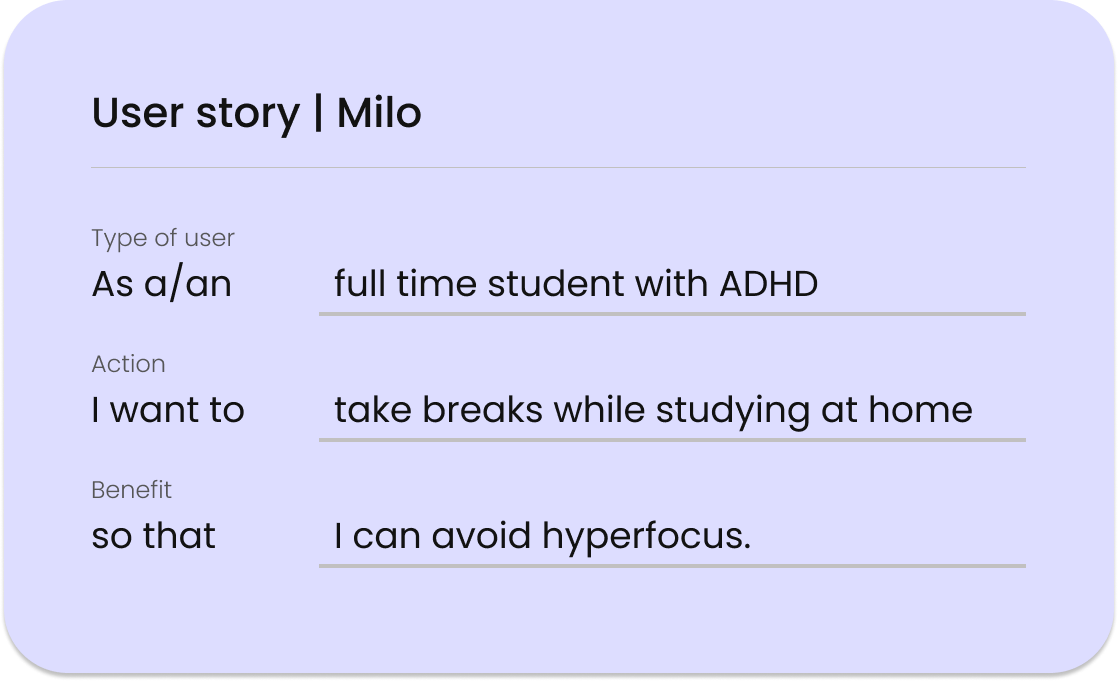 User story | Milo
Type of user
As a/an full time student with ADHD
Action
I want to take breaks while studying at home
Benefit
so that I can avoid hyperfocus.